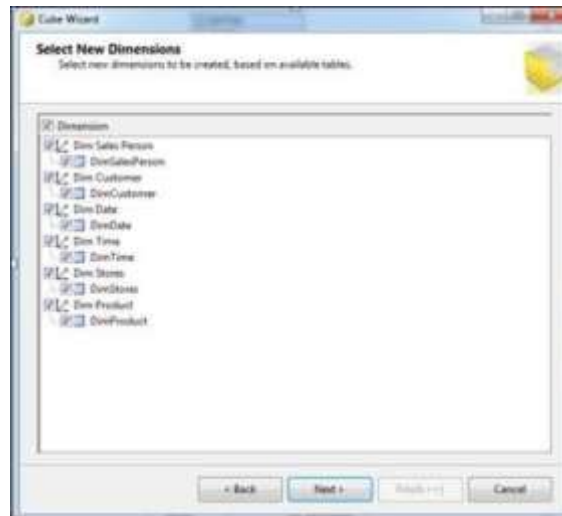 Cube Wizard
Select New Dimensions
Select new dimensions to be created, based on available tables.
Dimension
Dim Sales Person
DimSalesPerson
Dim Customer
DimCustomer
Dim Date
DimDate
Dim Time
DimTime
Dim Stores
DimStores
Dim Product
DimProduct
< Back
Next >
Cancel